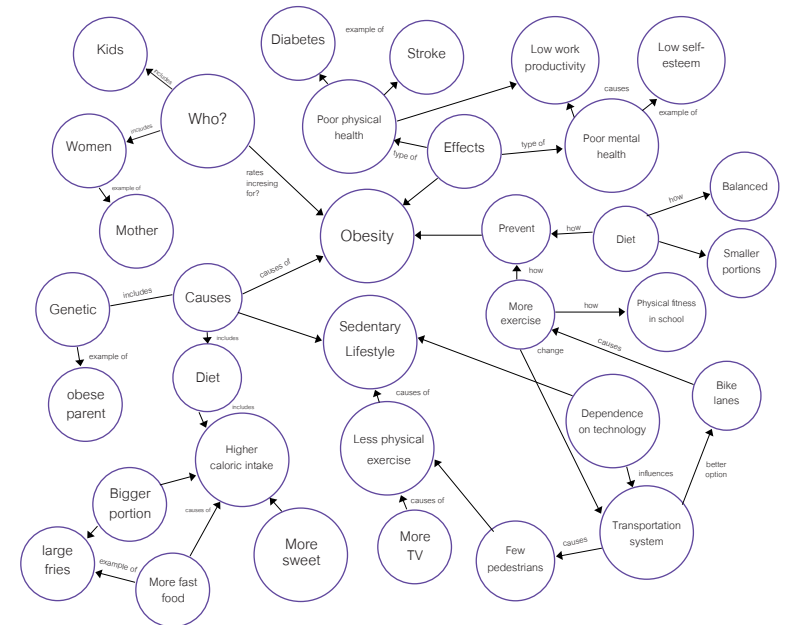 Kids
includes
Who?
Women
includes
example of
Mother
rates
incresing
for?
Diabetes
example of
Stroke
Poor physical
health
type of
Effects
type of
Low work
productivity
causes
Low self-
esteem
example of
Poor mental
health
Obesity
Prevent
how
Diet
how
Balanced
Smaller
portions
how
More
exercise
how
Physical fitness
in school
change
causes
Bike
lanes
better
option
Genetic
includes
Causes
causes of
example of
obese
parent
includes
Diet
includes
Sedentary
Lifestyle
causes of
Less physical
exercise
Dependence
on technology
influences
Transportation
system
causes
Few
pedestrians
causes of
More
TV
Higher
caloric intake
Bigger
portion
causes of
More
sweet
large
fries
example of
More fast
food